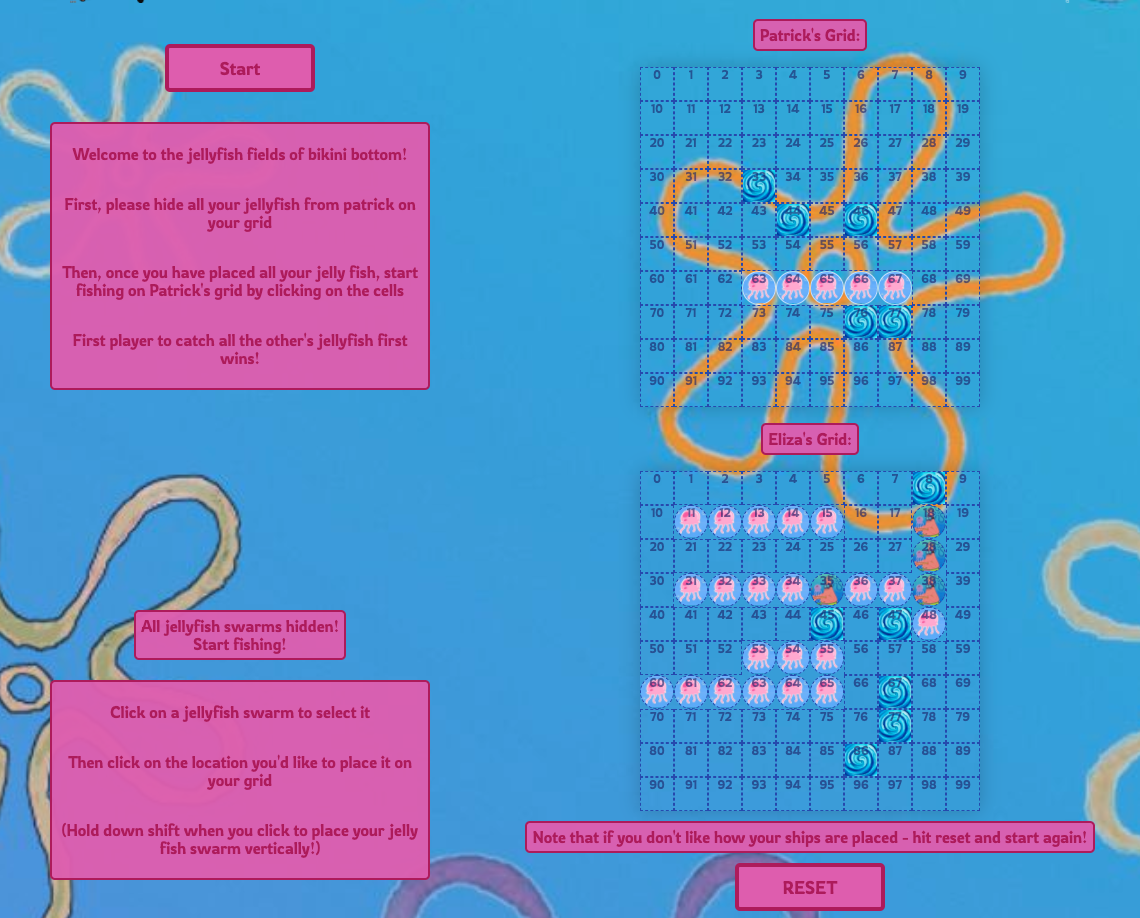 Start
Welcome to the jellyfish fields of bikini bottom!
First, please hide all your jellyfish from patrick on
your grid
Then, once you have placed all your jelly fish, start
fishing on Patrick's grid by clicking on the cells
First player to catch all the other's jellyfish first
wins!
All jellyfish swarms hidden!
Start fishing!
Click on a jellyfish swarm to select it
Then click on the location you'd like to place it on
your grid
(Hold down shift when you click to place your jelly
fish swarm vertically!)
Patrick's Grid:
0 1 2 3 4 5 6 7 8 9
10 11 12 13 14 15 16 17 18 19
20 21 22 23 24 25 26 27 28 29
30 31 32 33 34 35 36 37 38 39
40 41 42 43 44 45 46 47 48 49
50 51 52 53 54 55 56 57 58 59
60 61 62 63 64 65 66 67 68 69
70 71 72 73 74 75 76 77 78 79
80 81 82 83 84 85 86 87 88 89
90 91 92 93 94 95 96 97 98 99
Eliza's Grid:
0 1 2 3 4 5 6 7 8 9
10 11 12 13 14 15 16 17 18 19
20 21 22 23 24 25 26 27 28 29
30 31 32 33 34 35 36 37 38 39
40 41 42 43 44 45 46 47 48 49
50 51 52 53 54 55 56 57 58 59
60 61 62 63 64 65 66 67 68 69
70 71 72 73 74 75 76 77 78 79
80 81 82 83 84 85 86 87 88 89
90 91 92 93 94 95 96 97 98 99
Note that if you don't like how your ships are placed - hit reset and start again!
RESET